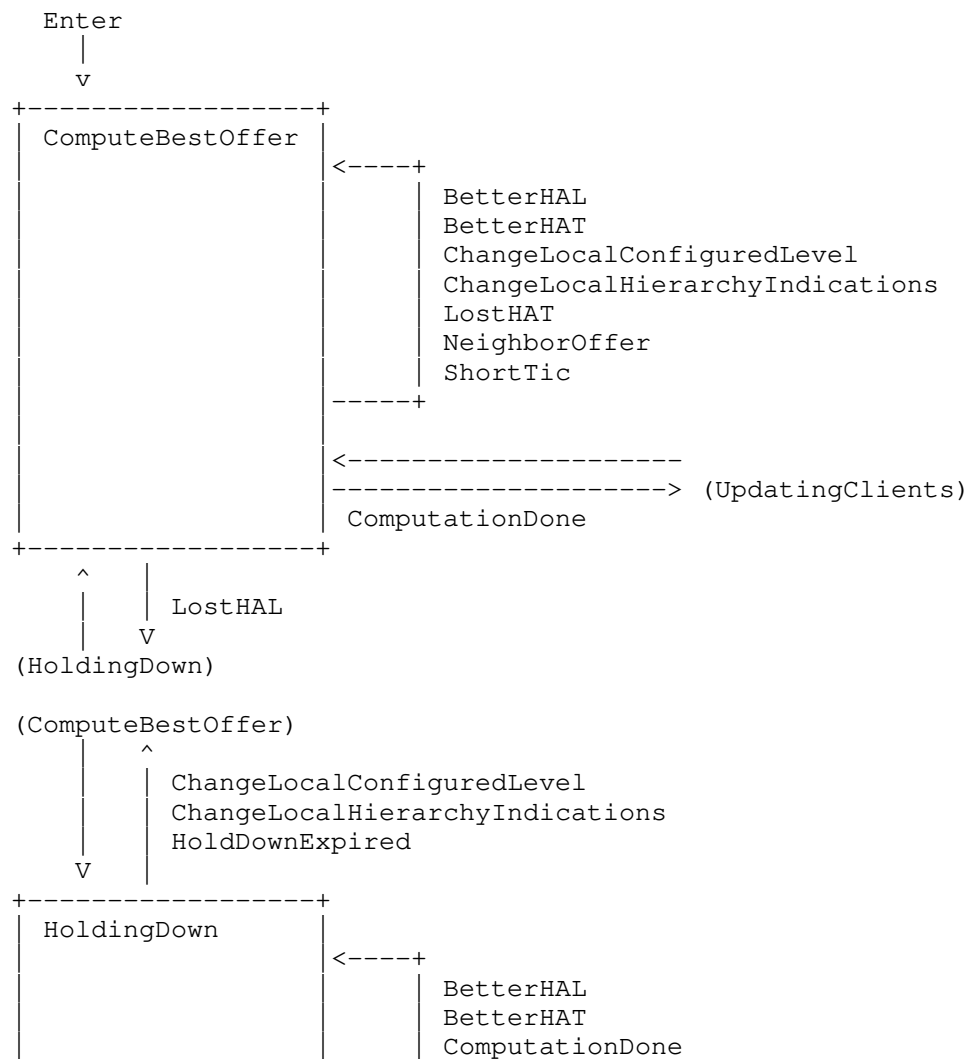 Enter
ComputeBestOffer
BetterHAL
BetterHAT
ChangeLocalConfiguredLevel
ChangeLocalHierarchyIndications
LostHAT
NeighborOffer
ShortTic
(UpdatingClients)
ComputationDone
LostHAL
(HoldingDown)
(ComputeBestOffer)
ChangeLocalConfiguredLevel
ChangeLocalHierarchyIndications
HoldDownExpired
HoldingDown
BetterHAL
BetterHAT
ComputationDone